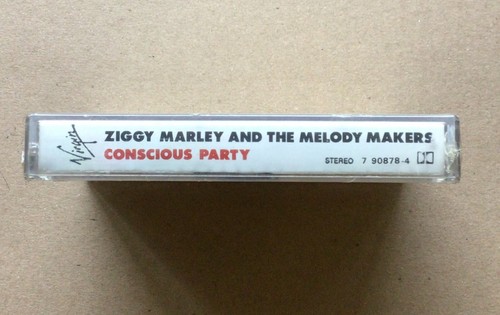 Virgin
ZIGGY MARLEY AND THE MELODY MAKERS
CONSCIOUS PARTY
STEREO 7 90878-4